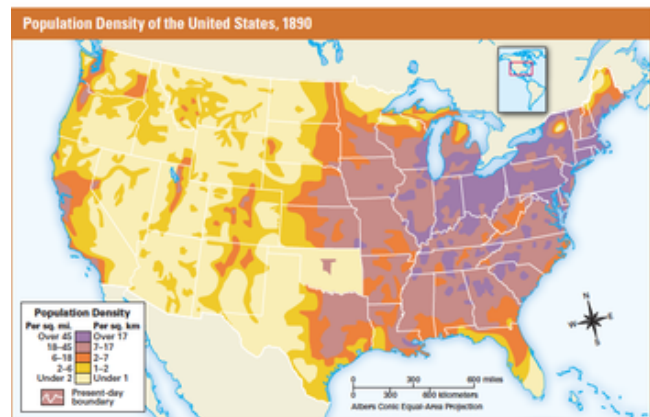 Population Density of the United States, 1890
N
W E
S
Population Density
Per sq. mi. Per sq. km
Over 45 Over 17
18–45 7–17
6–18 2–7
2–6 1–2
Under 2 Under 1
Present-day
boundary
0 300 600 miles
0 300 600 kilometers
Albers Conic Equal-Area Projection